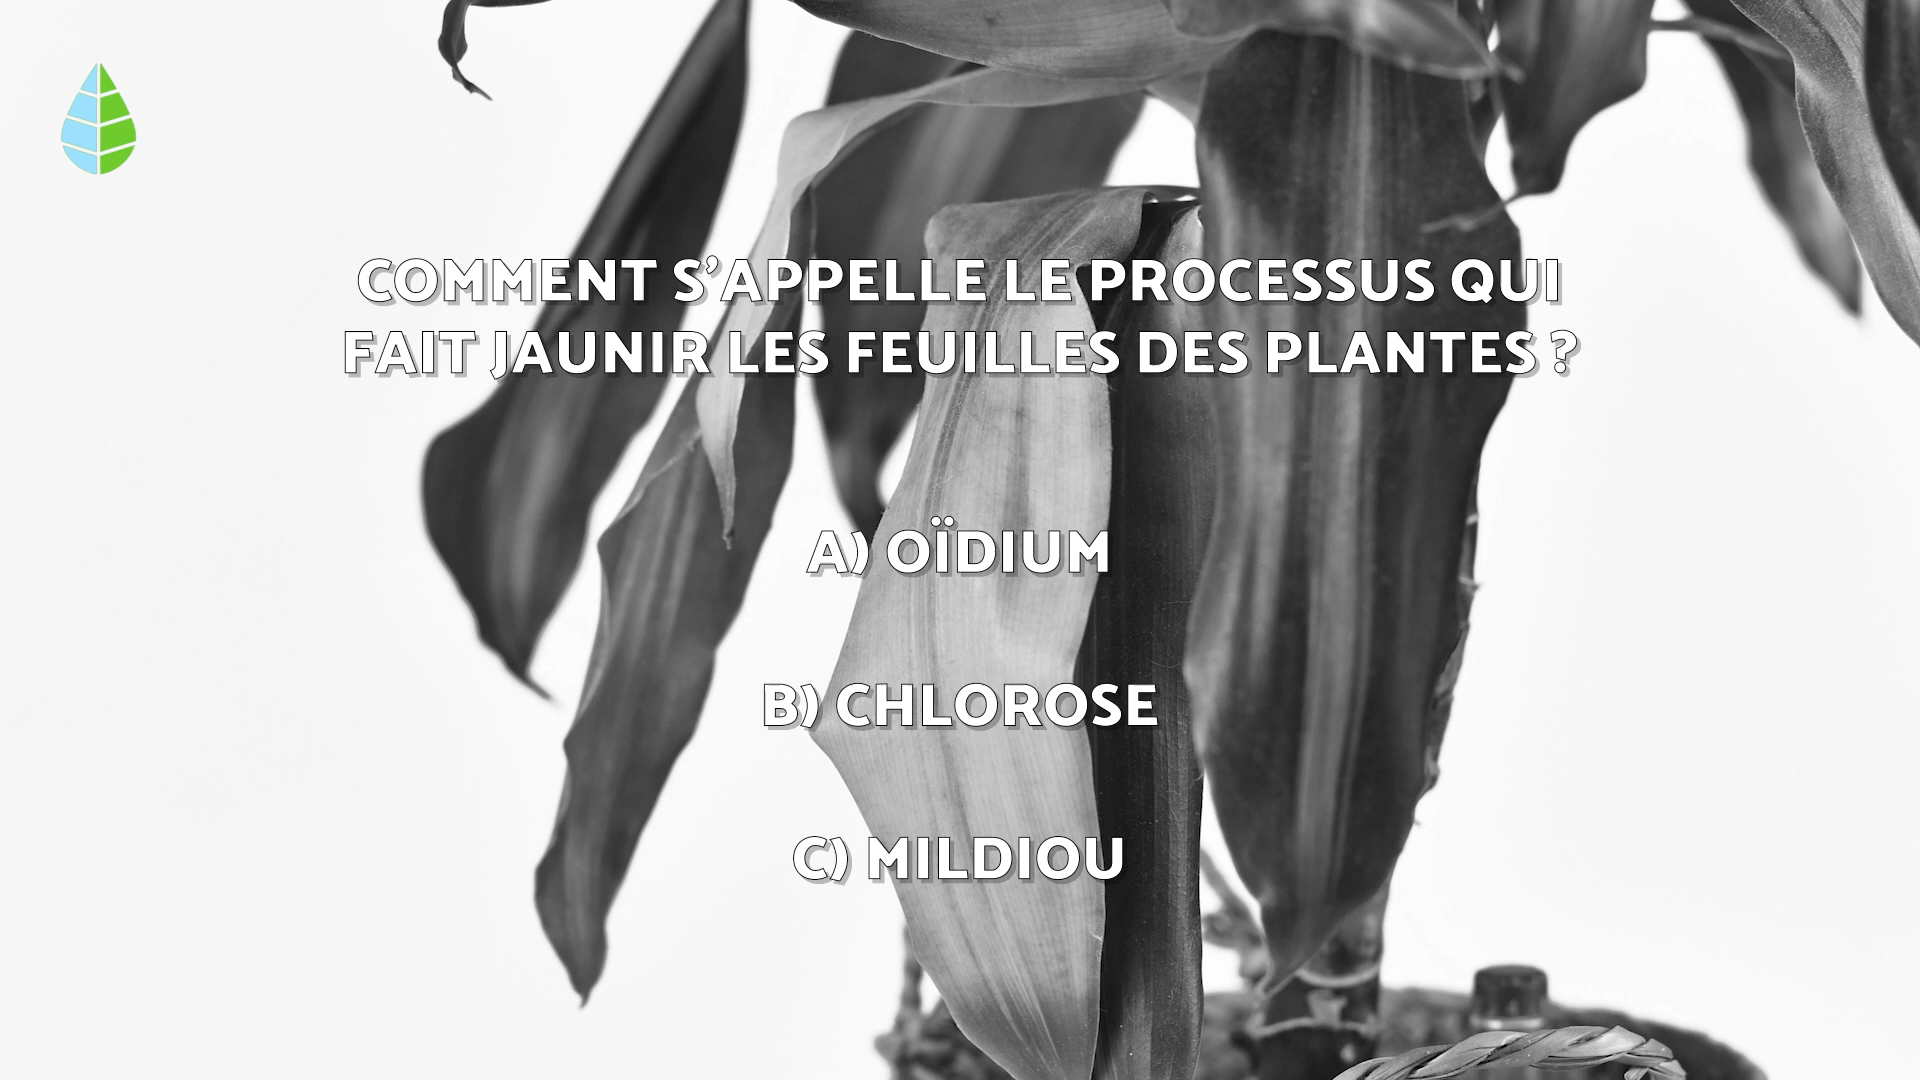 COMMENT S’APPELLE LE PROCESSUS QUI
FAIT JAUNIR LES FEUILLES DES PLANTES ?
A) OÏDIUM
B) CHLOROSE
C) MILDIOU